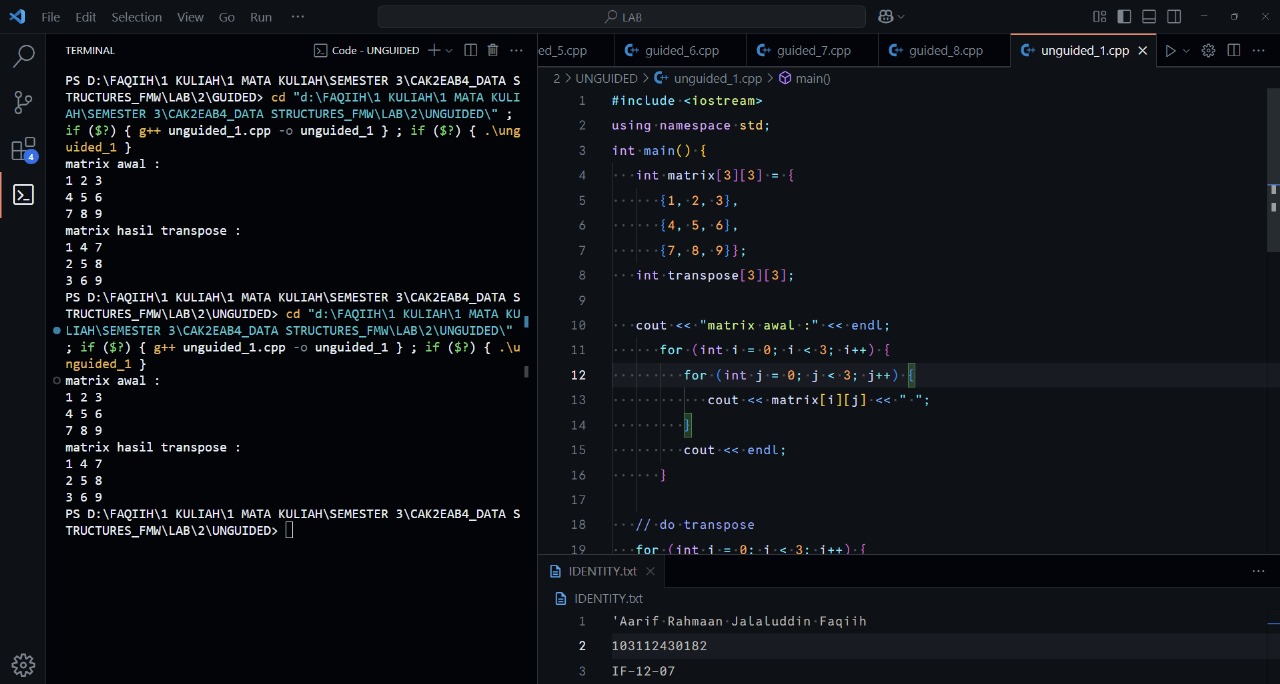 File Edit Selection View Go Run ··· LAB
TERMINAL Code - UNGUIDED
PS D:\FAQIIH\1 KULIAH\1 MATA KULIAH\SEMESTER 3\CAK2EAB4_DATA S
TRUCTURES_FMW\LAB\2\GUIDED> cd "d:\FAQIIH\1 KULIAH\1 MATA KULI
AH\SEMESTER 3\CAK2EAB4_DATA STRUCTURES_FMW\LAB\2\UNGUIDED\" ;
if ($?) { g++ unguided_1.cpp -o unguided_1 } ; if ($?) { .\ung
uided_1 }
matrix awal :
1 2 3
4 5 6
7 8 9
matrix hasil transpose :
1 4 7
2 5 8
3 6 9
PS D:\FAQIIH\1 KULIAH\1 MATA KULIAH\SEMESTER 3\CAK2EAB4_DATA S
TRUCTURES_FMW\LAB\2\UNGUIDED> cd "d:\FAQIIH\1 KULIAH\1 MATA KU
LIAH\SEMESTER 3\CAK2EAB4_DATA STRUCTURES_FMW\LAB\2\UNGUIDED\"
; if ($?) { g++ unguided_1.cpp -o unguided_1 } ; if ($?) { .\u
nguided_1 }
matrix awal :
1 2 3
4 5 6
7 8 9
matrix hasil transpose :
1 4 7
2 5 8
3 6 9
PS D:\FAQIIH\1 KULIAH\1 MATA KULIAH\SEMESTER 3\CAK2EAB4_DATA S
TRUCTURES_FMW\LAB\2\UNGUIDED>
4
ed_5.cpp guided_6.cpp guided_7.cpp guided_8.cpp unguided_1.cpp
2 > UNGUIDED > unguided_1.cpp > main()
1 #include <iostream>
2 using namespace std;
3 int main() {
4 int matrix[3][3] = {
5 {1, 2, 3},
6 {4, 5, 6},
7 {7, 8, 9}};
8 int transpose[3][3];
9
10 cout << "matrix awal :" << endl;
11 for (int i = 0; i < 3; i++) {
12 for (int j = 0; j < 3; j++) {
13 cout << matrix[i][j] << " ";
14 }
15 cout << endl;
16 }
17
18 // do transpose
19 for (int i = 0; i < 3; i++) {
IDENTITY.txt
IDENTITY.txt
1 'Aarif Rahmaan Jalaluddin Faqiih
2 103112430182
3 IF-12-07